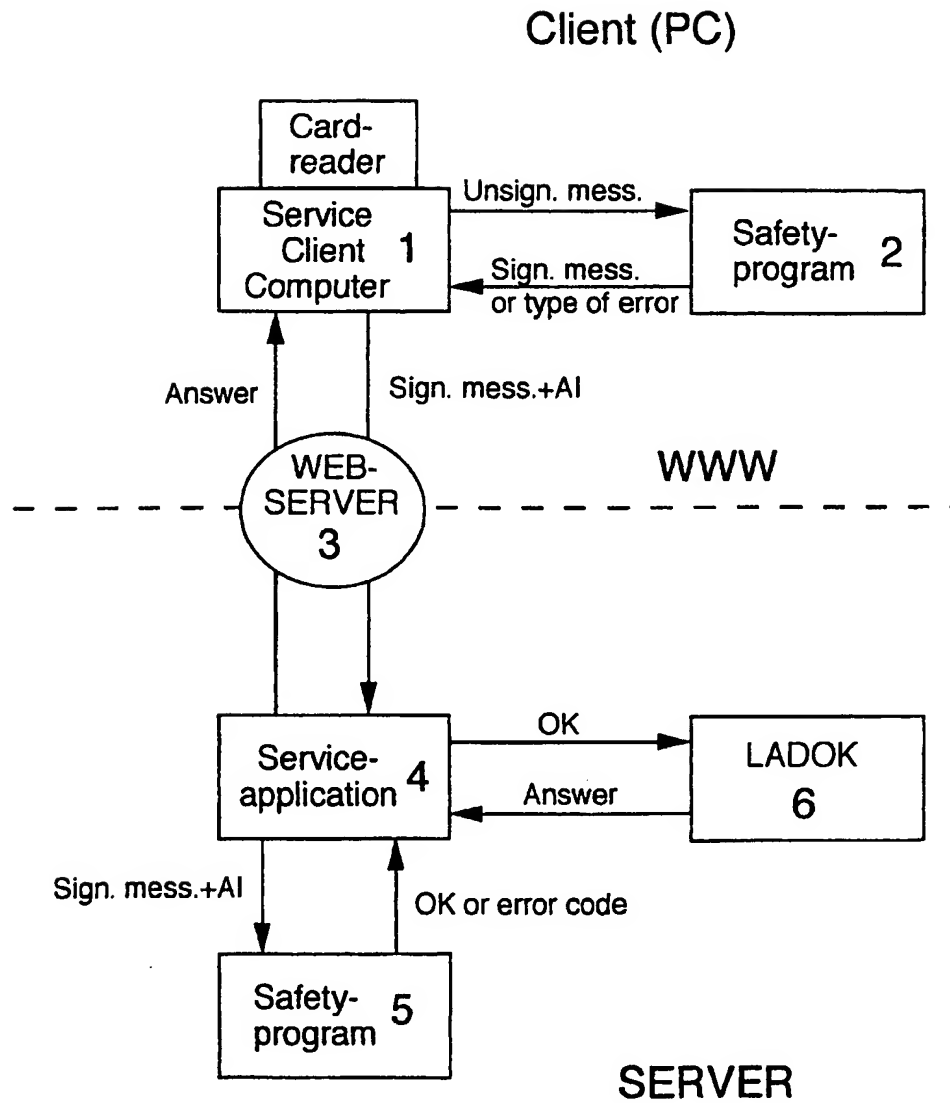 Client (PC)
Card-
reader
Service
Client
Computer
1
Unsign. mess.
Sign. mess.
or type of error
Safety-
program
2
Answer
Sign. mess.+AI
WEB-
SERVER
3
WWW
Service-
application
4
OK
Answer
LADOK
6
Sign. mess.+AI
OK or error code
Safety-
program
5
SERVER